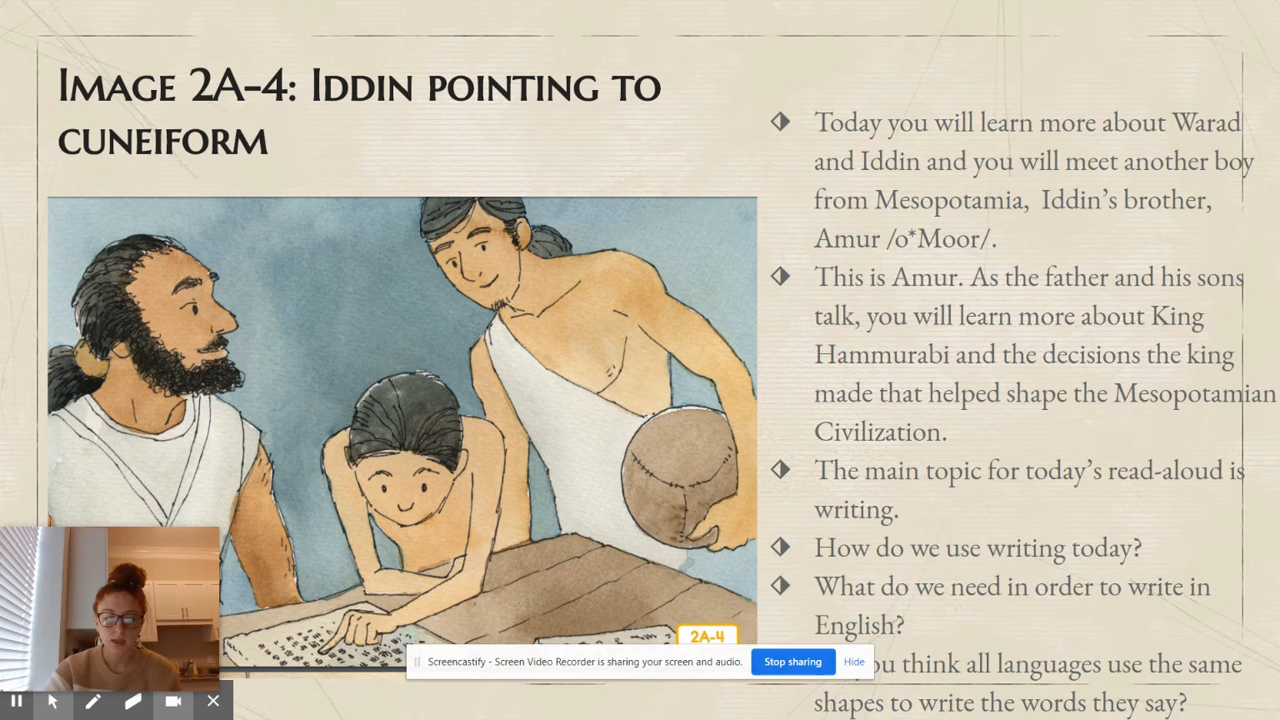 Image 2A-4: Iddin pointing to
cuneiform
Today you will learn more about Warad
and Iddin and you will meet another boy
from Mesopotamia,  Iddin’s brother,
Amur /o*Moor/.
This is Amur. As the father and his sons
talk, you will learn more about King
Hammurabi and the decisions the king
made that helped shape the Mesopotamian
Civilization.
The main topic for today’s read-aloud is
writing.
How do we use writing today?
What do we need in order to write in
English?
you think all languages use the same
shapes to write the words they say?
2A-4
Screencastify - Screen Video Recorder is sharing your screen and audio.
Stop sharing
Hide